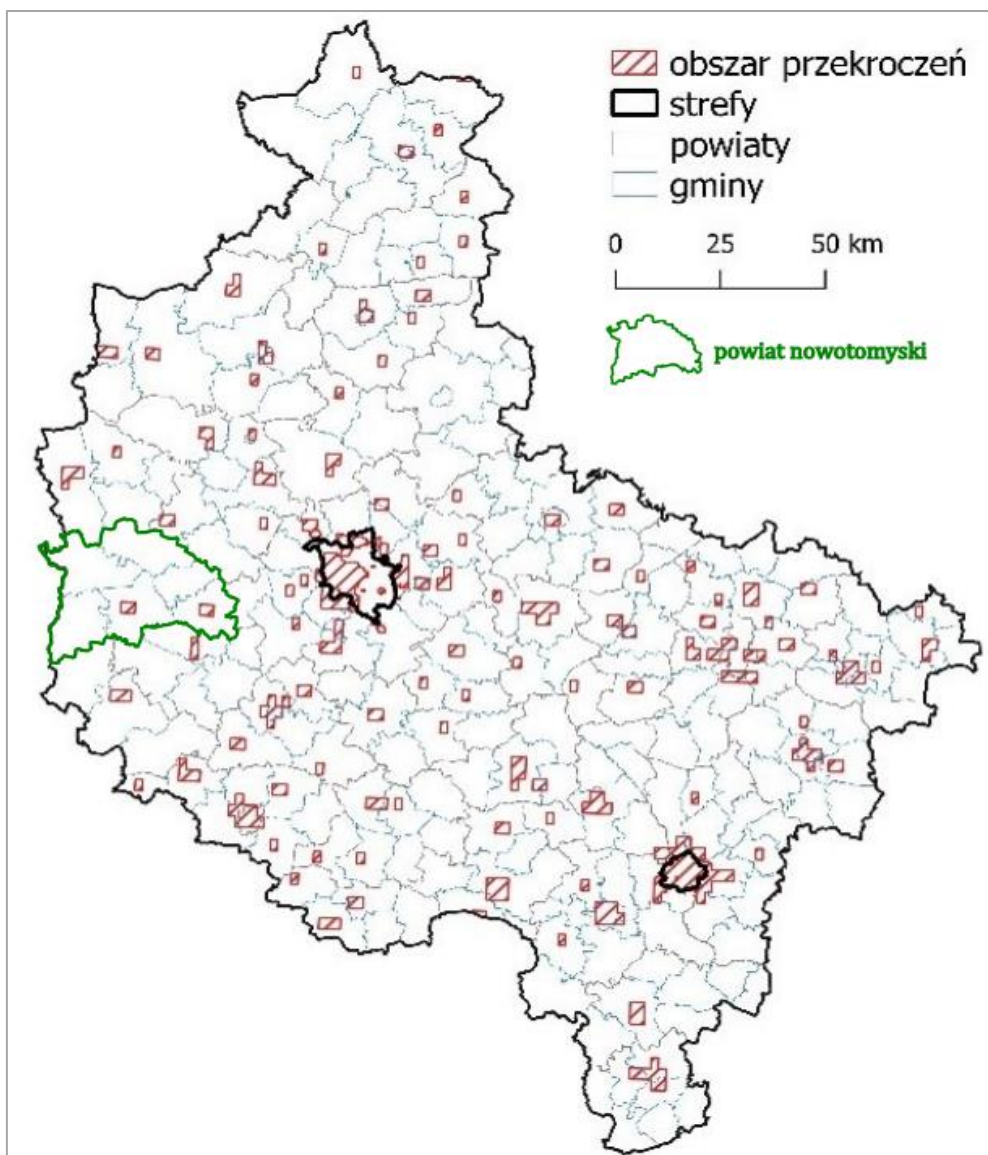 obszar przekroczeń
strefy
powiaty
gminy
0 25 50 km
powiat nowotomyski